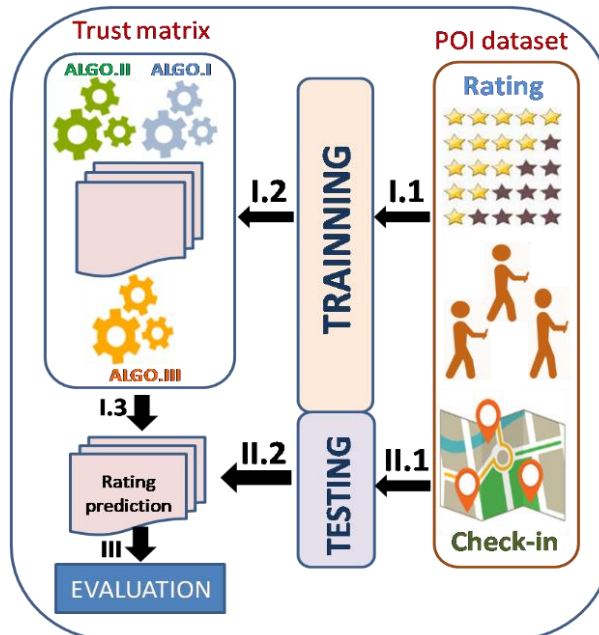 Trust matrix
POI dataset
ALGO.II
ALGO.I
Rating
TRAINNING
I.2
I.1
ALGO.III
I.3
Rating
prediction
II.2
TESTING
II.1
III
EVALUATION
Check-in